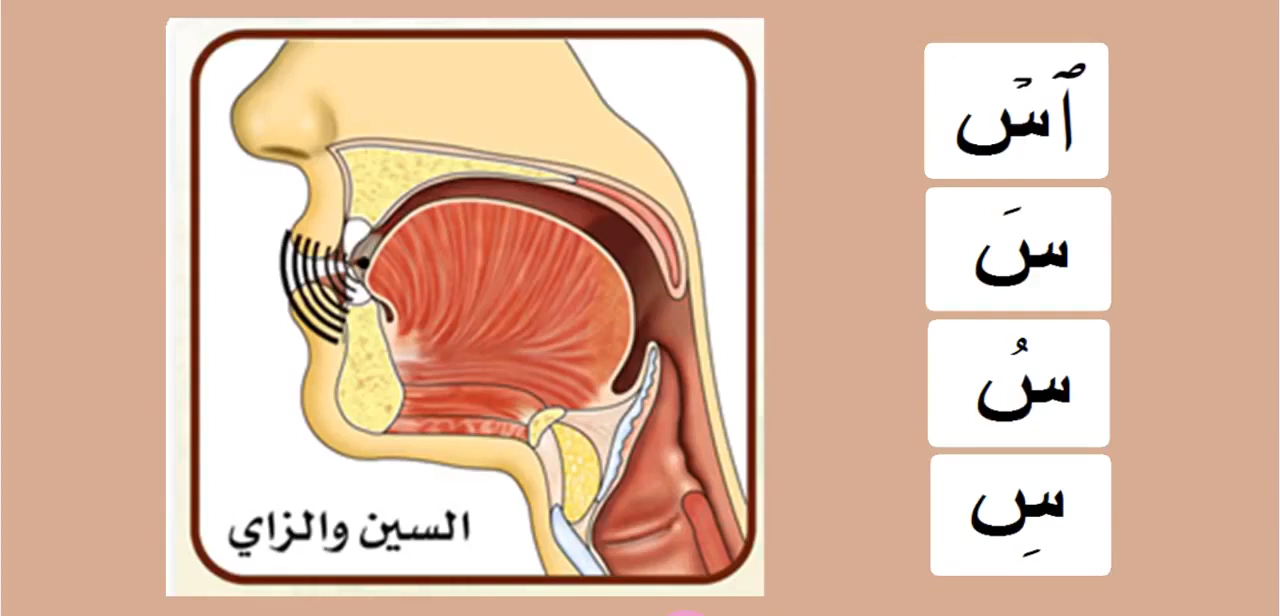 ٱسۡ
سَ
سُ
سِ
السين والزاي